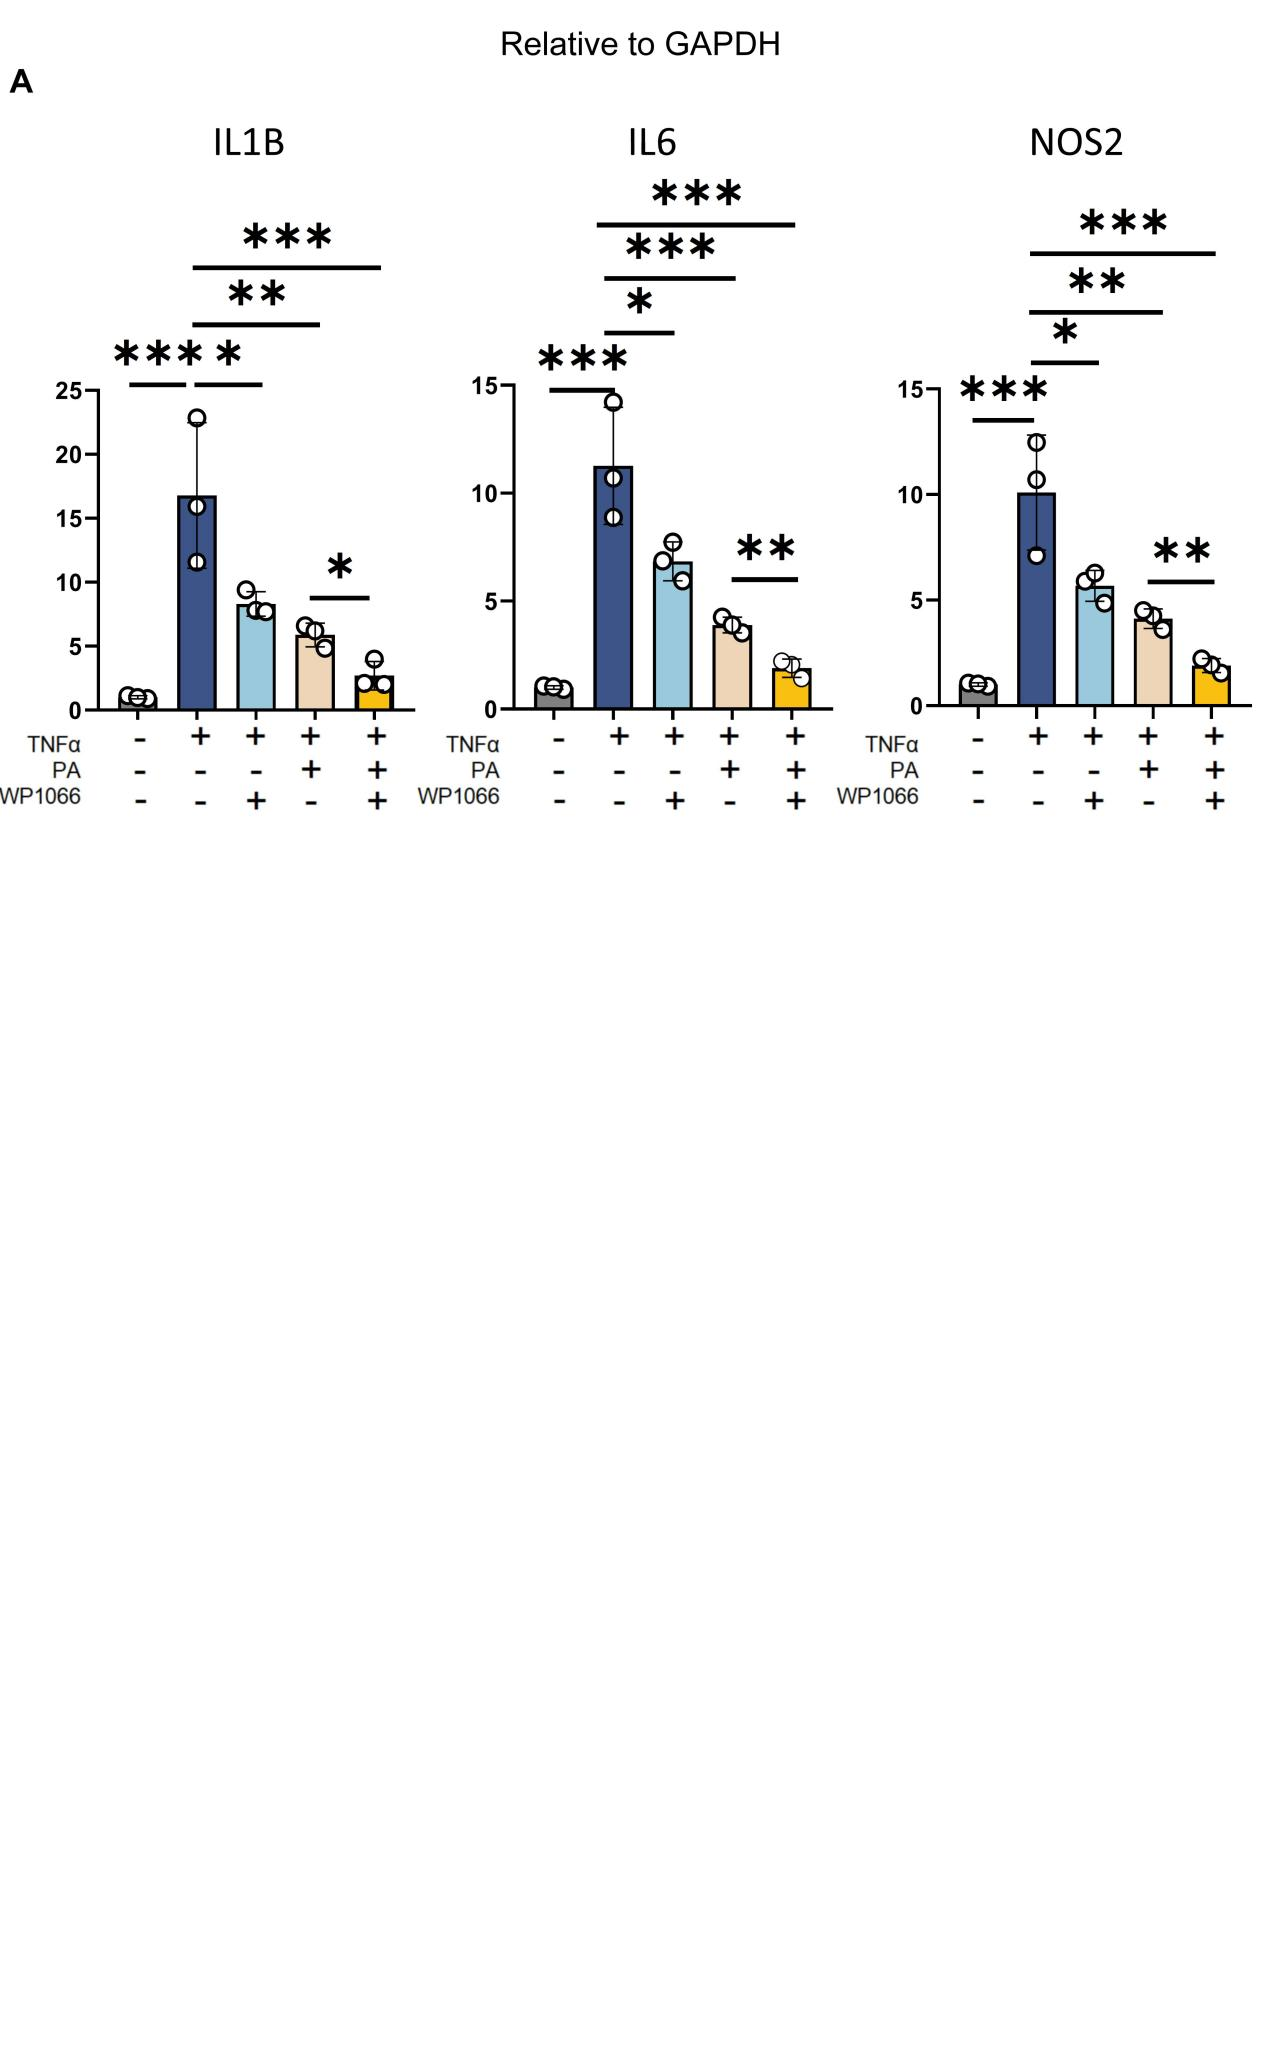 Relative to GAPDH
A
IL1B
IL6
NOS2
***
**
*** *
*
25
20
15
10
5
0
TNFα - + + + +
PA - - - + +
WP1066 - - + - +
***
***
*
***
**
15
10
5
0
TNFα - + + + +
PA - - - + +
WP1066 - - + - +
***
**
*
***
**
15
10
5
0
TNFα - + + + +
PA - - - + +
WP1066 - - + - +